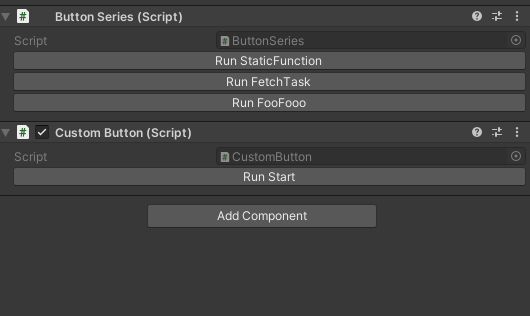 Button Series (Script)
Script ButtonSeries
Run StaticFunction
Run FetchTask
Run FooFooo
Custom Button (Script)
Script CustomButton
Run Start
Add Component